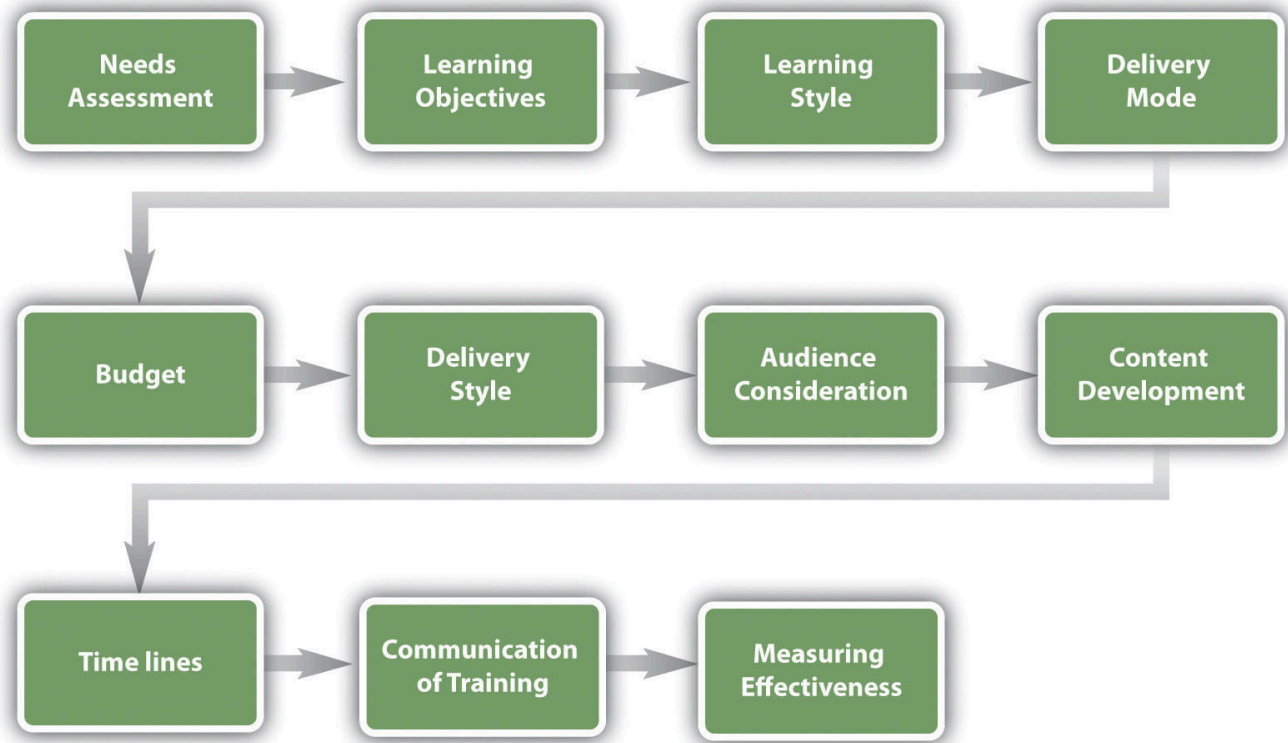 Needs
Assessment
Learning
Objectives
Learning
Style
Delivery
Mode
Budget
Delivery
Style
Audience
Consideration
Content
Development
Time lines
Communication
of Training
Measuring
Effectiveness